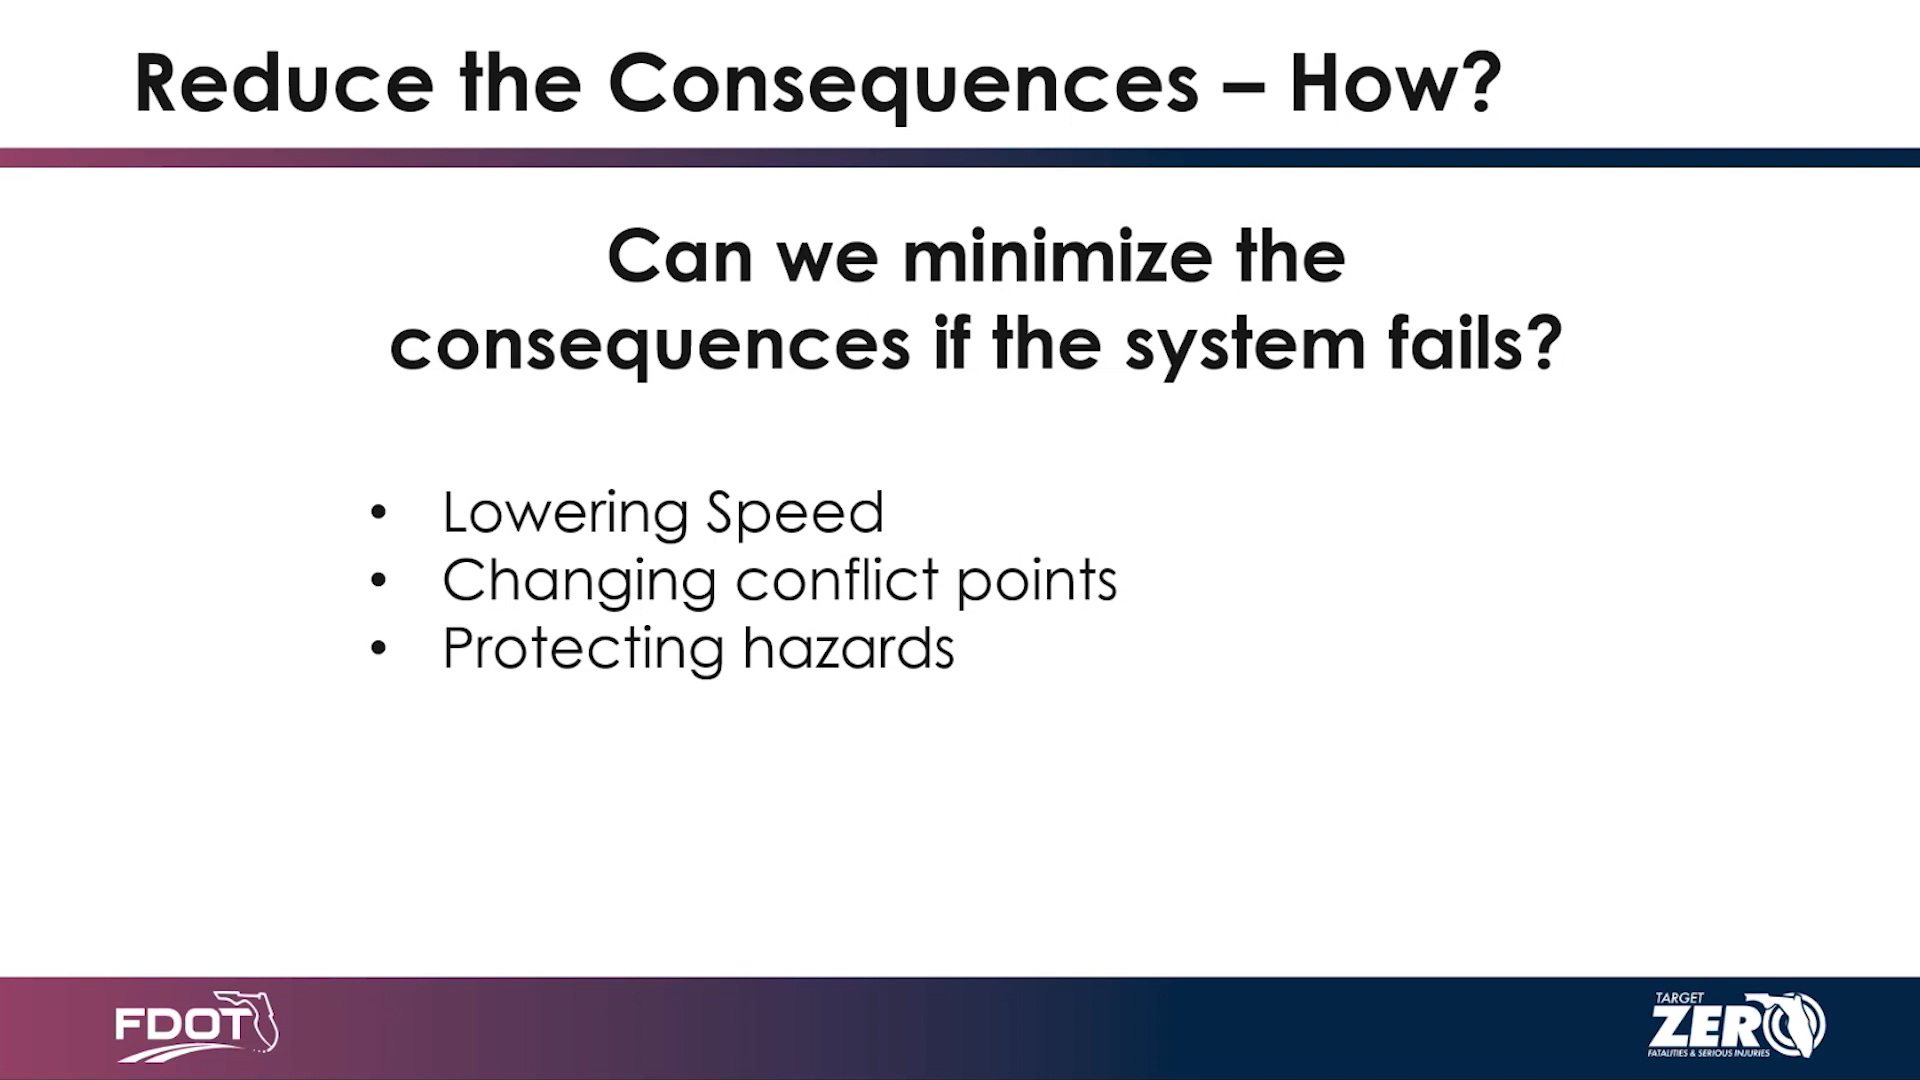 Reduce the Consequences – How?
Can we minimize the
consequences if the system fails?
• Lowering Speed
• Changing conflict points
• Protecting hazards
FDOT
TARGET
ZERO
FATALITIES & SERIOUS INJURIES